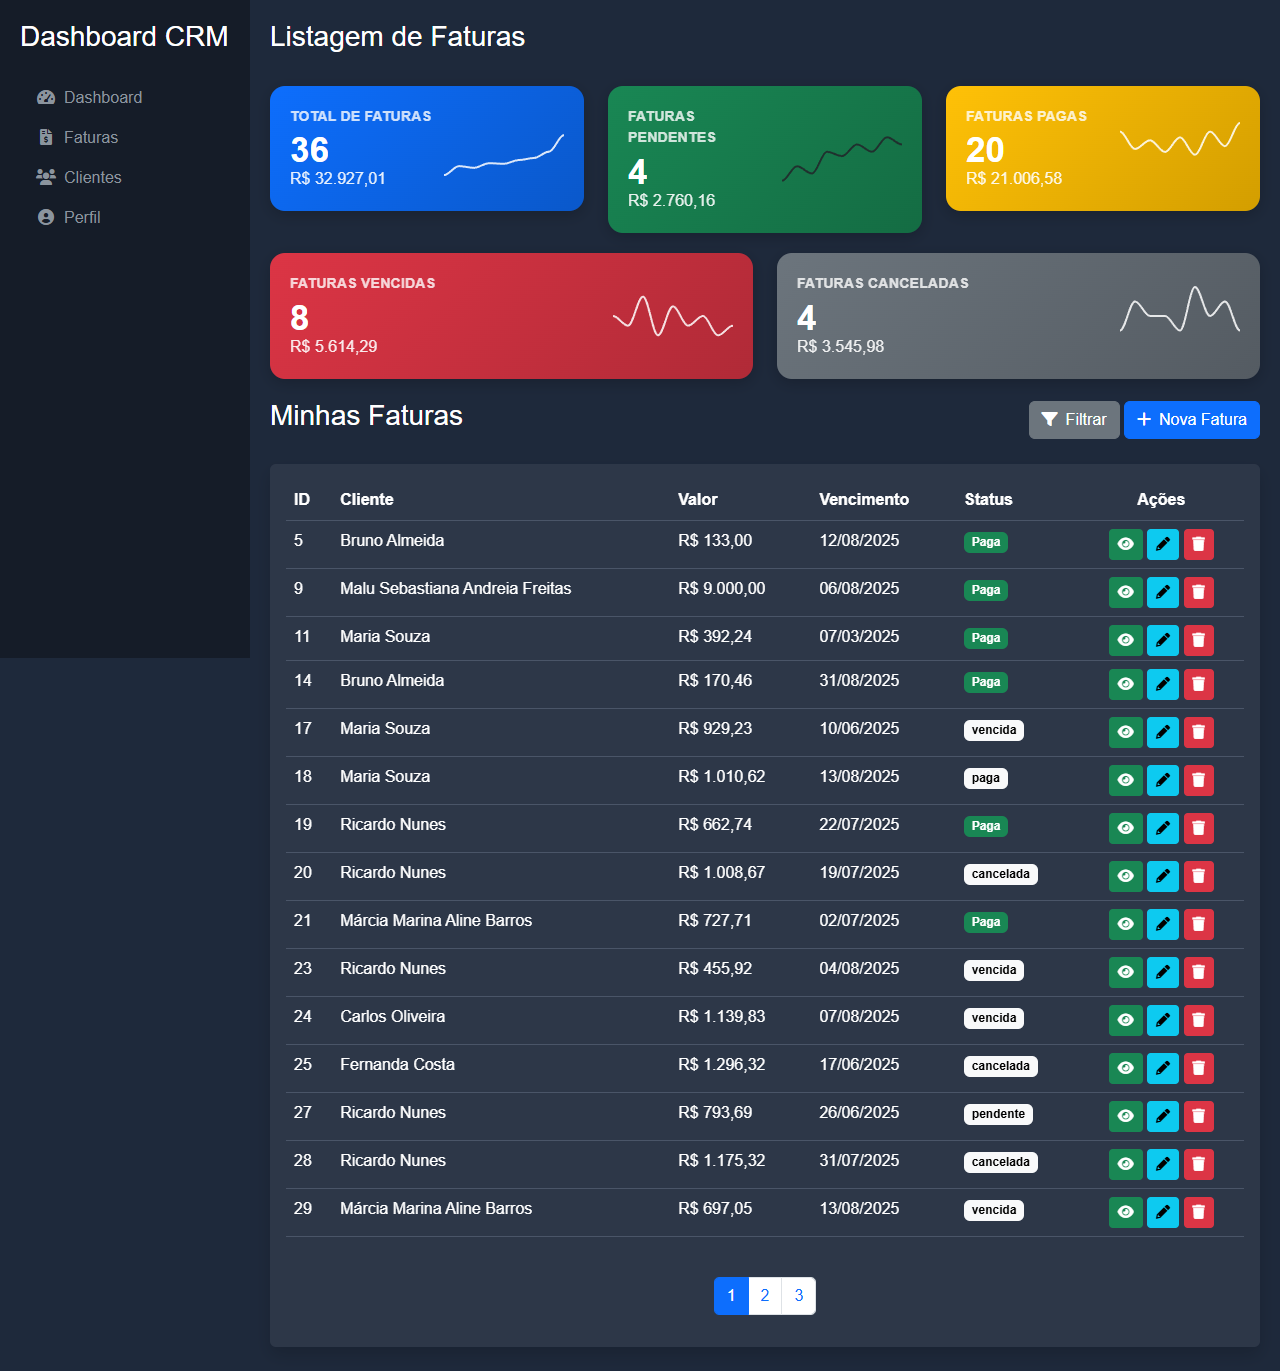 Dashboard CRM
Dashboard
Faturas
Clientes
Perfil
Listagem de Faturas
TOTAL DE FATURAS
36
R$ 32.927,01
FATURAS
PENDENTES
4
R$ 2.760,16
FATURAS PAGAS
20
R$ 21.006,58
FATURAS VENCIDAS
8
R$ 5.614,29
FATURAS CANCELADAS
4
R$ 3.545,98
Minhas Faturas
Filtrar
Nova Fatura
ID Cliente Valor Vencimento Status Ações
5 Bruno Almeida R$ 133,00 12/08/2025 Paga
9 Malu Sebastiana Andreia Freitas R$ 9.000,00 06/08/2025 Paga
11 Maria Souza R$ 392,24 07/03/2025 Paga
14 Bruno Almeida R$ 170,46 31/08/2025 Paga
17 Maria Souza R$ 929,23 10/06/2025 vencida
18 Maria Souza R$ 1.010,62 13/08/2025 paga
19 Ricardo Nunes R$ 662,74 22/07/2025 Paga
20 Ricardo Nunes R$ 1.008,67 19/07/2025 cancelada
21 Márcia Marina Aline Barros R$ 727,71 02/07/2025 Paga
23 Ricardo Nunes R$ 455,92 04/08/2025 vencida
24 Carlos Oliveira R$ 1.139,83 07/08/2025 vencida
25 Fernanda Costa R$ 1.296,32 17/06/2025 cancelada
27 Ricardo Nunes R$ 793,69 26/06/2025 pendente
28 Ricardo Nunes R$ 1.175,32 31/07/2025 cancelada
29 Márcia Marina Aline Barros R$ 697,05 13/08/2025 vencida
1 2 3